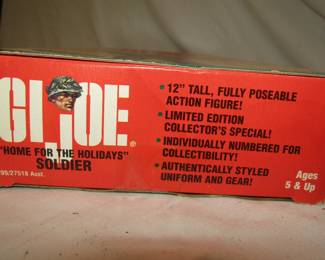 GI JOE®
"HOME FOR THE HOLIDAYS"
SOLDIER
Asst.
• 12" TALL, FULLY POSEABLE
ACTION FIGURE!
• LIMITED EDITION
COLLECTOR'S SPECIAL!
• INDIVIDUALLY NUMBERED FOR
COLLECTIBILITY!
• AUTHENTICALLY STYLED
UNIFORM AND GEAR!
Ages
5 & Up